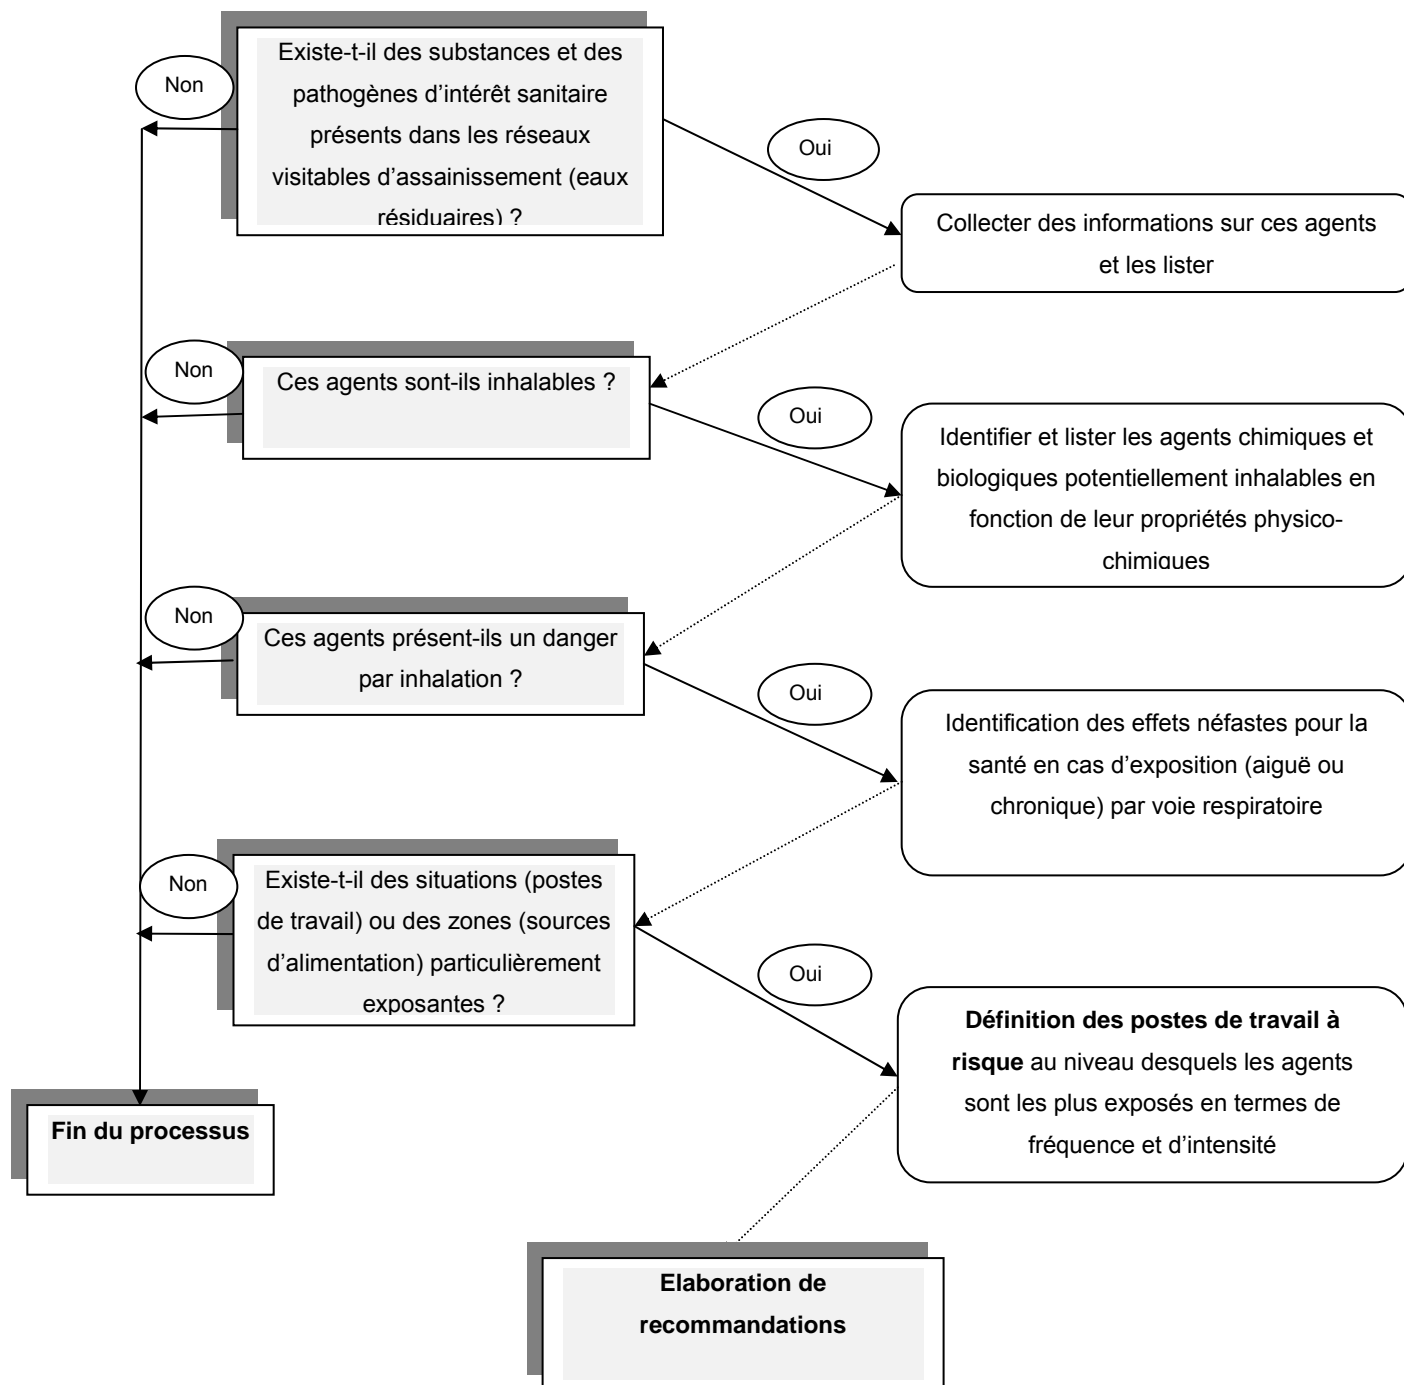 Existe-t-il des substances et des
pathogènes d'intérêt sanitaire
présents dans les réseaux
visitables d'assainissement (eaux
résiduaires) ?
Non
Oui
Collecter des informations sur ces agents
et les lister
Ces agents sont-ils inhalables ?
Non
Oui
Identifier et lister les agents chimiques et
biologiques potentiellement inhalables en
fonction de leur propriétés physico-
chimiques
Ces agents présent-ils un danger
par inhalation ?
Non
Oui
Identification des effets néfastes pour la
santé en cas d'exposition (aiguë ou
chronique) par voie respiratoire
Existe-t-il des situations (postes
de travail) ou des zones (sources
d'alimentation) particulièrement
exposantes ?
Non
Oui
Définition des postes de travail à
risque au niveau desquels les agents
sont les plus exposés en termes de
fréquence et d'intensité
Fin du processus
Elaboration de
recommandations